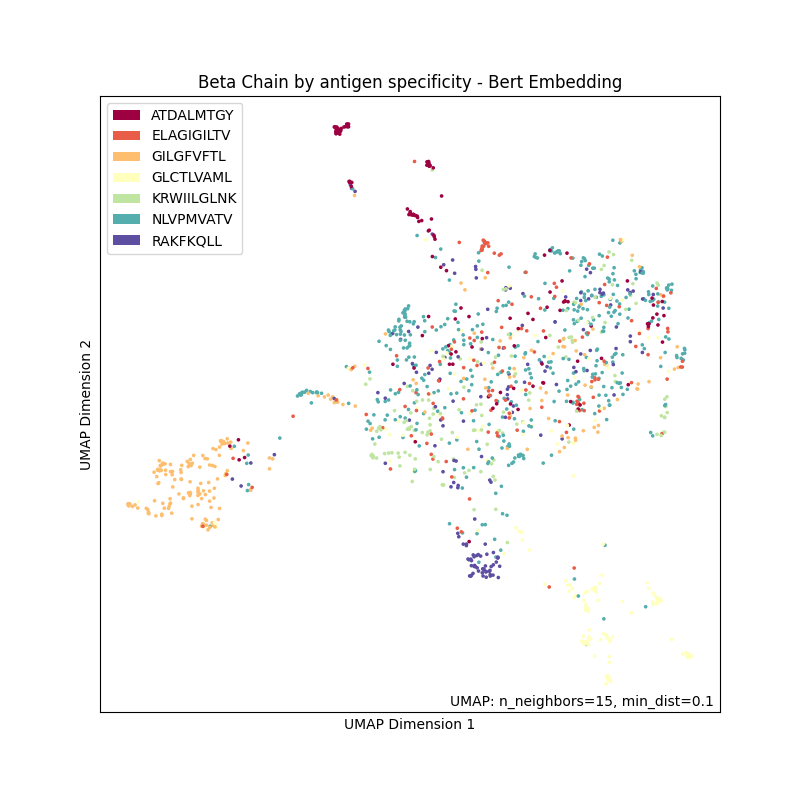 Beta Chain by antigen specificity - Bert Embedding
ATDALMTGY
ELAGIGILTV
GILGFVFTL
GLCTLVAML
KRWIILGLNK
NLVPMVATV
RAKFKQLL
UMAP Dimension 2
UMAP: n_neighbors=15, min_dist=0.1
UMAP Dimension 1